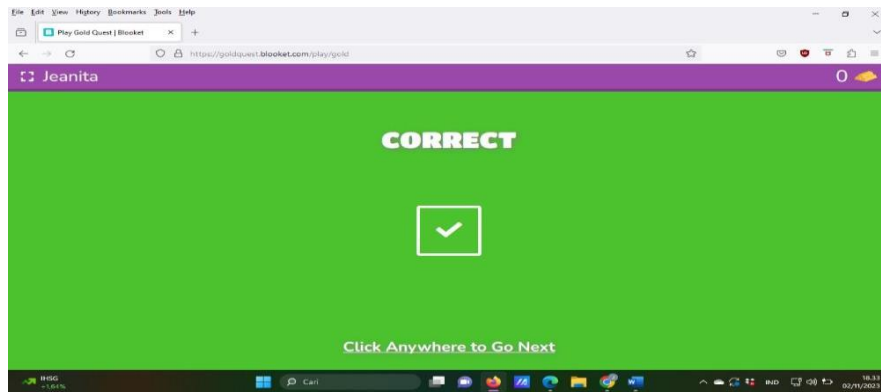 File Edit View History Bookmarks Tools Help
Play Gold Quest | Blooket
https://goldquest.blooket.com/play/gold
Jeanita
0
CORRECT
Click Anywhere to Go Next
IHSG
+1,64%
Cari
IND
18.33
02/11/2023